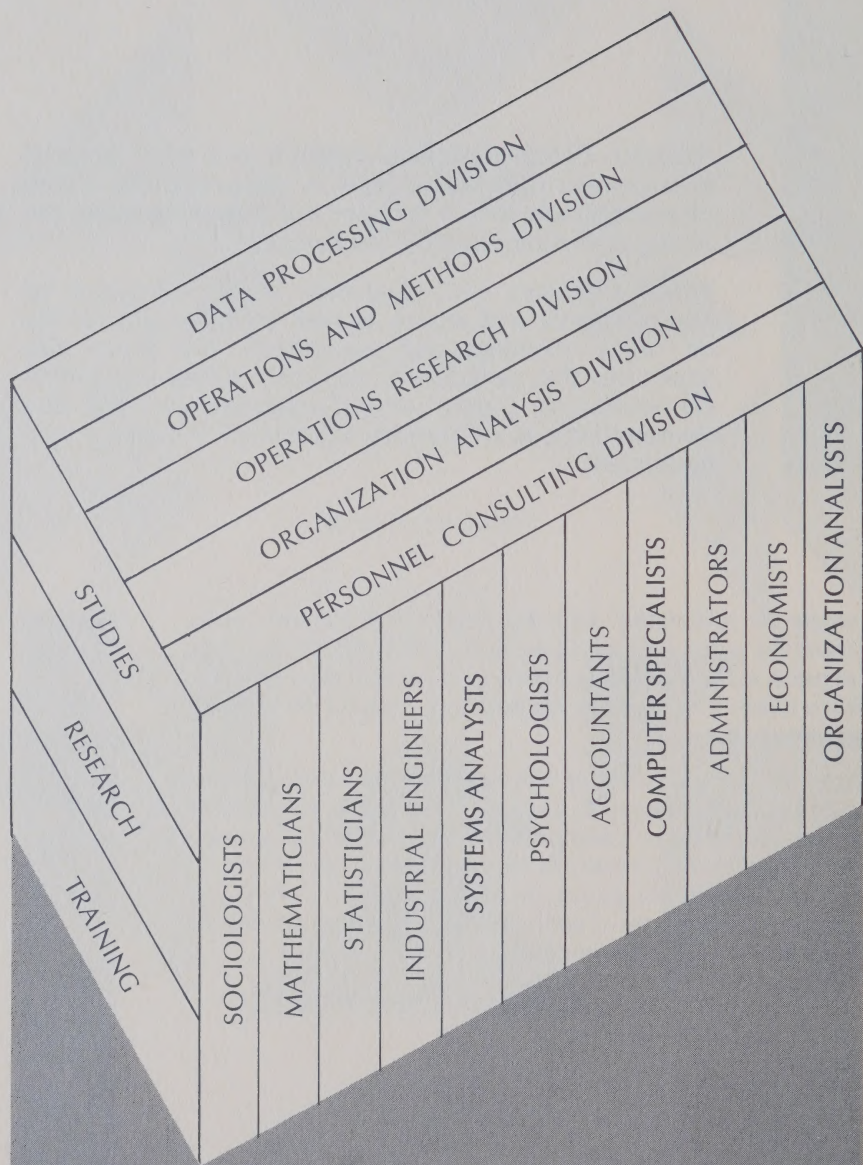 DATA PROCESSING DIVISION
OPERATIONS AND METHODS DIVISION
OPERATIONS RESEARCH DIVISION
ORGANIZATION ANALYSIS DIVISION
PERSONNEL CONSULTING DIVISION
STUDIES
RESEARCH
TRAINING
SOCIOLOGISTS
MATHEMATICIANS
STATISTICIANS
INDUSTRIAL ENGINEERS
SYSTEMS ANALYSTS
PSYCHOLOGISTS
ACCOUNTANTS
COMPUTER SPECIALISTS
ADMINISTRATORS
ECONOMISTS
ORGANIZATION ANALYSTS